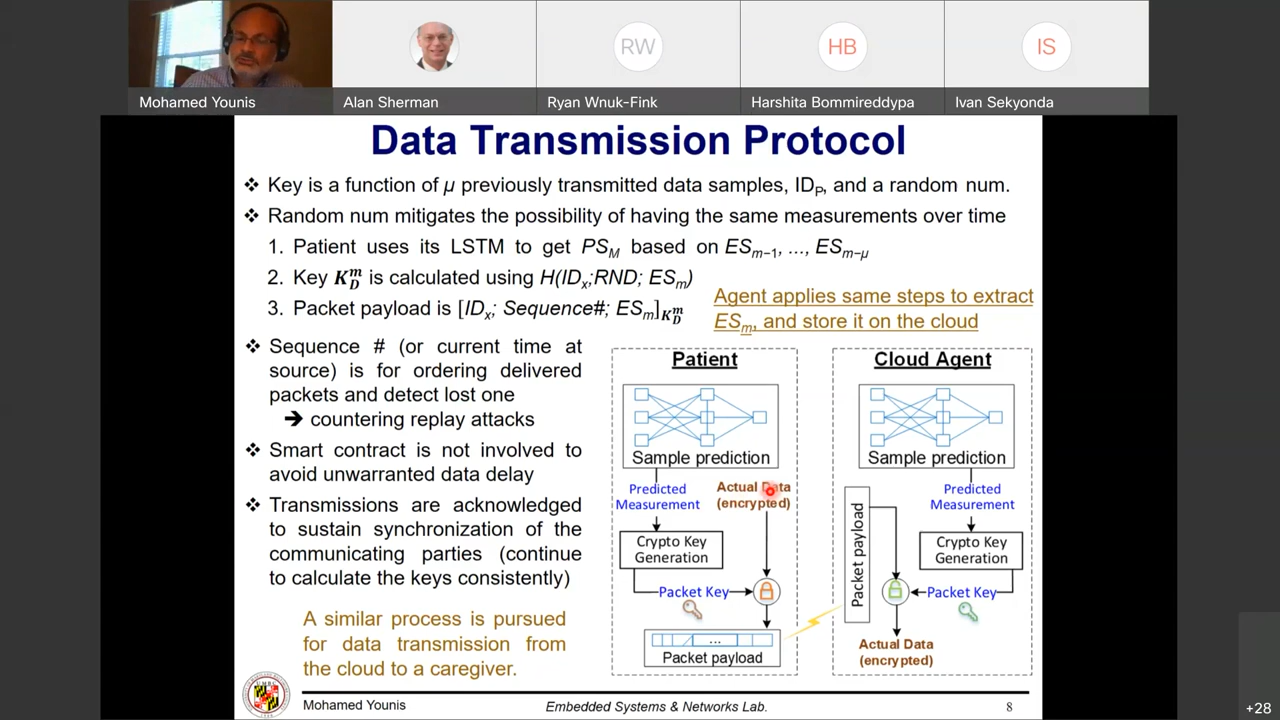 Mohamed Younis
Alan Sherman
RW
Ryan Wnuk-Fink
HB
Harshita Bommireddypa
IS
Ivan Sekyonda
Data Transmission Protocol
❖ Key is a function of μ previously transmitted data samples, IDP, and a random num.
❖ Random num mitigates the possibility of having the same measurements over time
1. Patient uses its LSTM to get PSM based on ESm−1, ..., ESm−μ
2. Key K_D^m is calculated using H(IDx;RND; ESm)
3. Packet payload is [IDx; Sequence#; ESm]K_D^m
Agent applies same steps to extract
ESm, and store it on the cloud
❖ Sequence # (or current time at
source) is for ordering delivered
packets and detect lost one
➔ countering replay attacks
❖ Smart contract is not involved to
avoid unwarranted data delay
❖ Transmissions are acknowledged
to sustain synchronization of the
communicating parties (continue
to calculate the keys consistently)
A similar process is pursued
for data transmission from
the cloud to a caregiver.
Patient
Sample prediction
Predicted
Measurement
Actual Data
(encrypted)
Crypto Key
Generation
Packet Key
...
Packet payload
Cloud Agent
Sample prediction
Predicted
Measurement
Packet payload
Crypto Key
Generation
Packet Key
Actual Data
(encrypted)
Mohamed Younis
Embedded Systems & Networks Lab.
8
+28